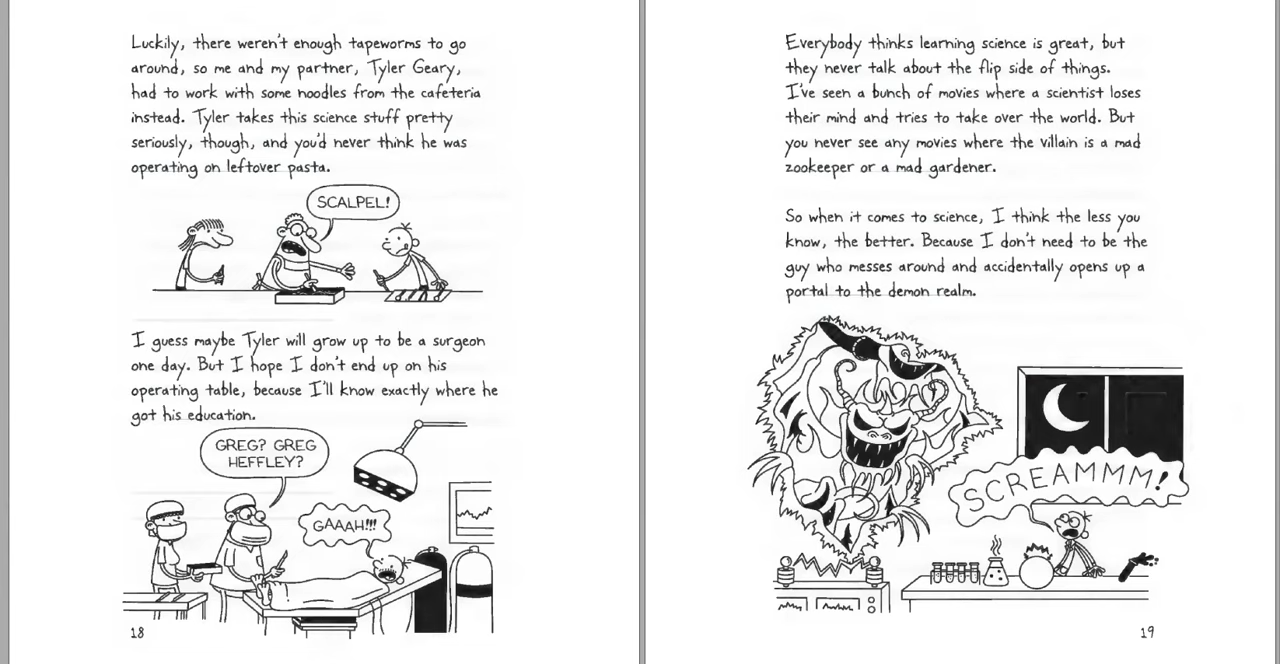 Luckily, there weren't enough tapeworms to go
around, so me and my partner, Tyler Geary,
had to work with some noodles from the cafeteria
instead. Tyler takes this science stuff pretty
seriously, though, and you'd never think he was
operating on leftover pasta.
SCALPEL!
I guess maybe Tyler will grow up to be a surgeon
one day. But I hope I don't end up on his
operating table, because I'll know exactly where he
got his education.
GREG? GREG
HEFFLEY?
GAAAH!!!
18
Everybody thinks learning science is great, but
they never talk about the flip side of things.
I've seen a bunch of movies where a scientist loses
their mind and tries to take over the world. But
you never see any movies where the villain is a mad
zookeeper or a mad gardener.
So when it comes to science, I think the less you
know, the better. Because I don't need to be the
guy who messes around and accidentally opens up a
portal to the demon realm.
SCREAMMM!
19